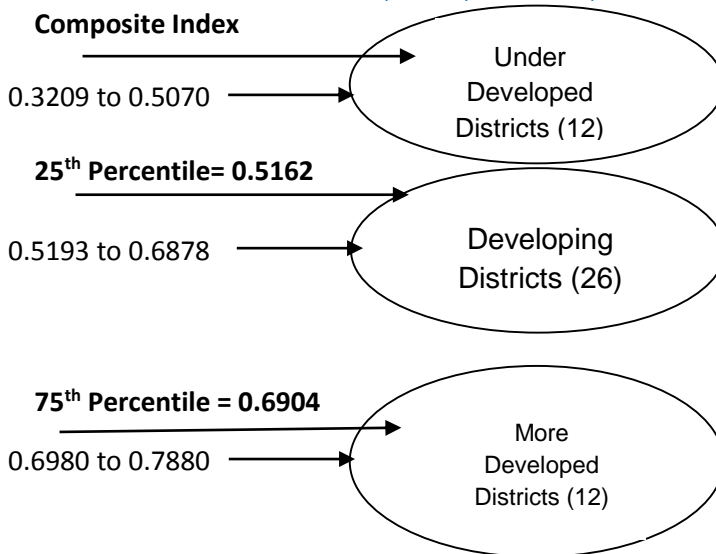 Composite Index
Under
Developed
Districts (12)
0.3209 to 0.5070
25th Percentile= 0.5162
Developing
Districts (26)
0.5193 to 0.6878
75th Percentile = 0.6904
More
Developed
Districts (12)
0.6980 to 0.7880